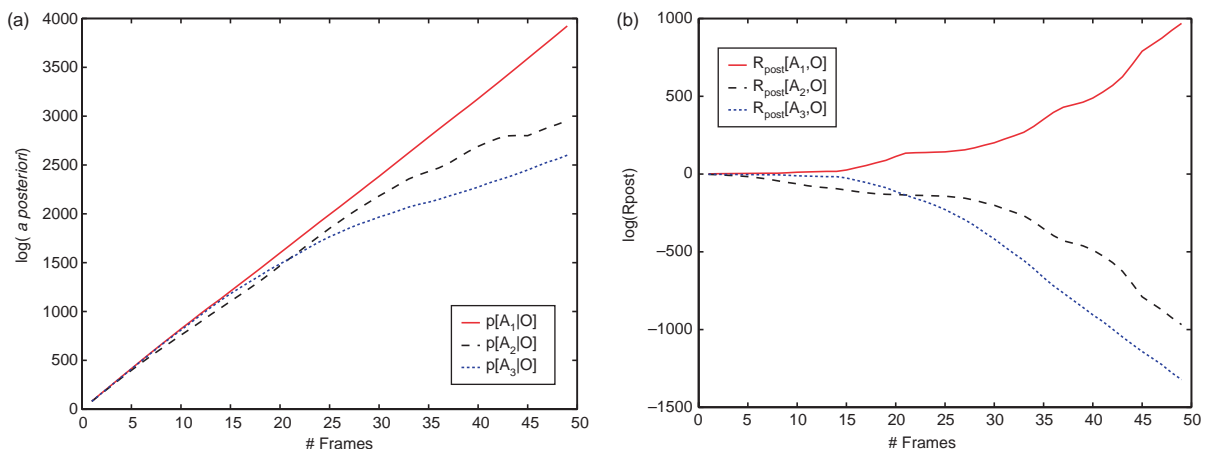 (a)
4000
3500
3000
2500
2000
1500
1000
500
0
log( a posteriori)
p[A1|O]
p[A2|O]
p[A3|O]
0 5 10 15 20 25 30 35 40 45 50
# Frames
(b)
1000
500
0
−500
−1000
−1500
log(Rpost)
Rpost[A1,O]
Rpost[A2,O]
Rpost[A3,O]
0 5 10 15 20 25 30 35 40 45 50
# Frames